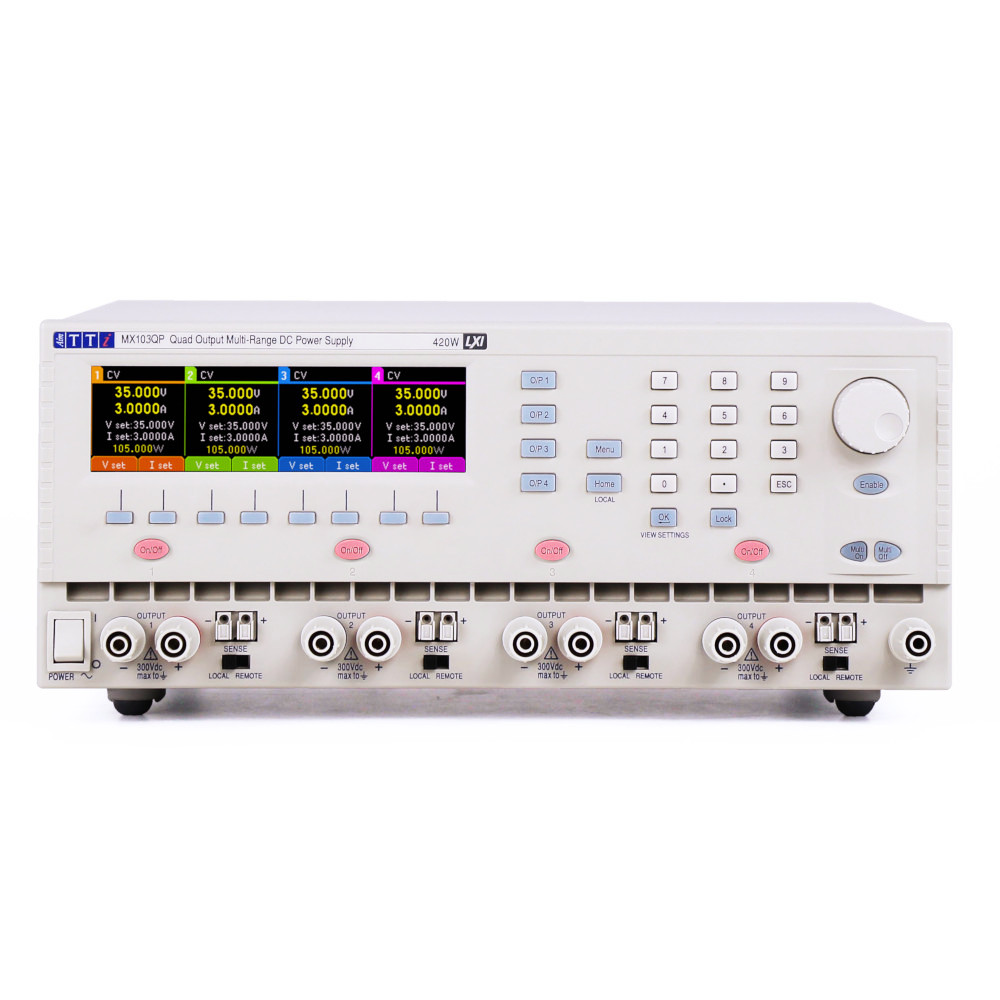 Aim TTi MX103QP Quad Output Multi-Range DC Power Supply 420W LXI
1 CV 2 CV 3 CV 4 CV
35.000V 35.000V 35.000V 35.000V
3.0000A 3.0000A 3.0000A 3.0000A
V set:35.000V V set:35.000V V set:35.000V V set:35.000V
I set:3.0000A I set:3.0000A I set:3.0000A I set:3.0000A
105.000W 105.000W 105.000W 105.000W
V set I set V set I set V set I set V set I set
O/P 1 7 8 9
O/P 2 4 5 6
O/P 3 Menu 1 2 3
O/P 4 Home 0 . ESC Enable
LOCAL
OK Lock
VIEW SETTINGS
On/Off On/Off On/Off On/Off Multi On Multi Off
1 2 3 4
I OUTPUT 1 - + OUTPUT 2 - + OUTPUT 3 - + OUTPUT 4 - +
SENSE SENSE SENSE SENSE
O - 300Vdc + - 300Vdc + - 300Vdc + - 300Vdc +
POWER ~ max to ⏚ LOCAL REMOTE max to ⏚ LOCAL REMOTE max to ⏚ LOCAL REMOTE max to ⏚ LOCAL REMOTE ⏚